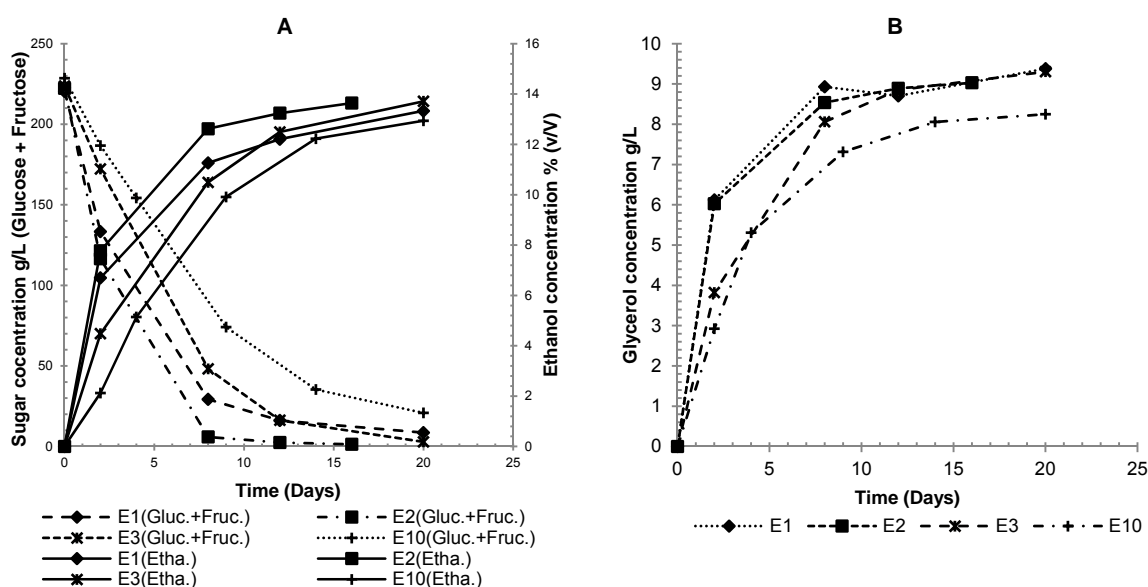 A
Sugar cocentration g/L (Glucose + Fructose)
250
200
150
100
50
0
16
14
12
10
8
6
4
2
0
Ethanol concentration % (v/V)
0 5 10 15 20 25
Time (Days)
E1(Gluc.+Fruc.) E2(Gluc.+Fruc.)
E3(Gluc.+Fruc.) E10(Gluc.+Fruc.)
E1(Etha.) E2(Etha.)
E3(Etha.) E10(Etha.)
B
Glycerol concentration g/L
10
9
8
7
6
5
4
3
2
1
0
0 5 10 15 20 25
Time (Days)
E1 E2 E3 E10